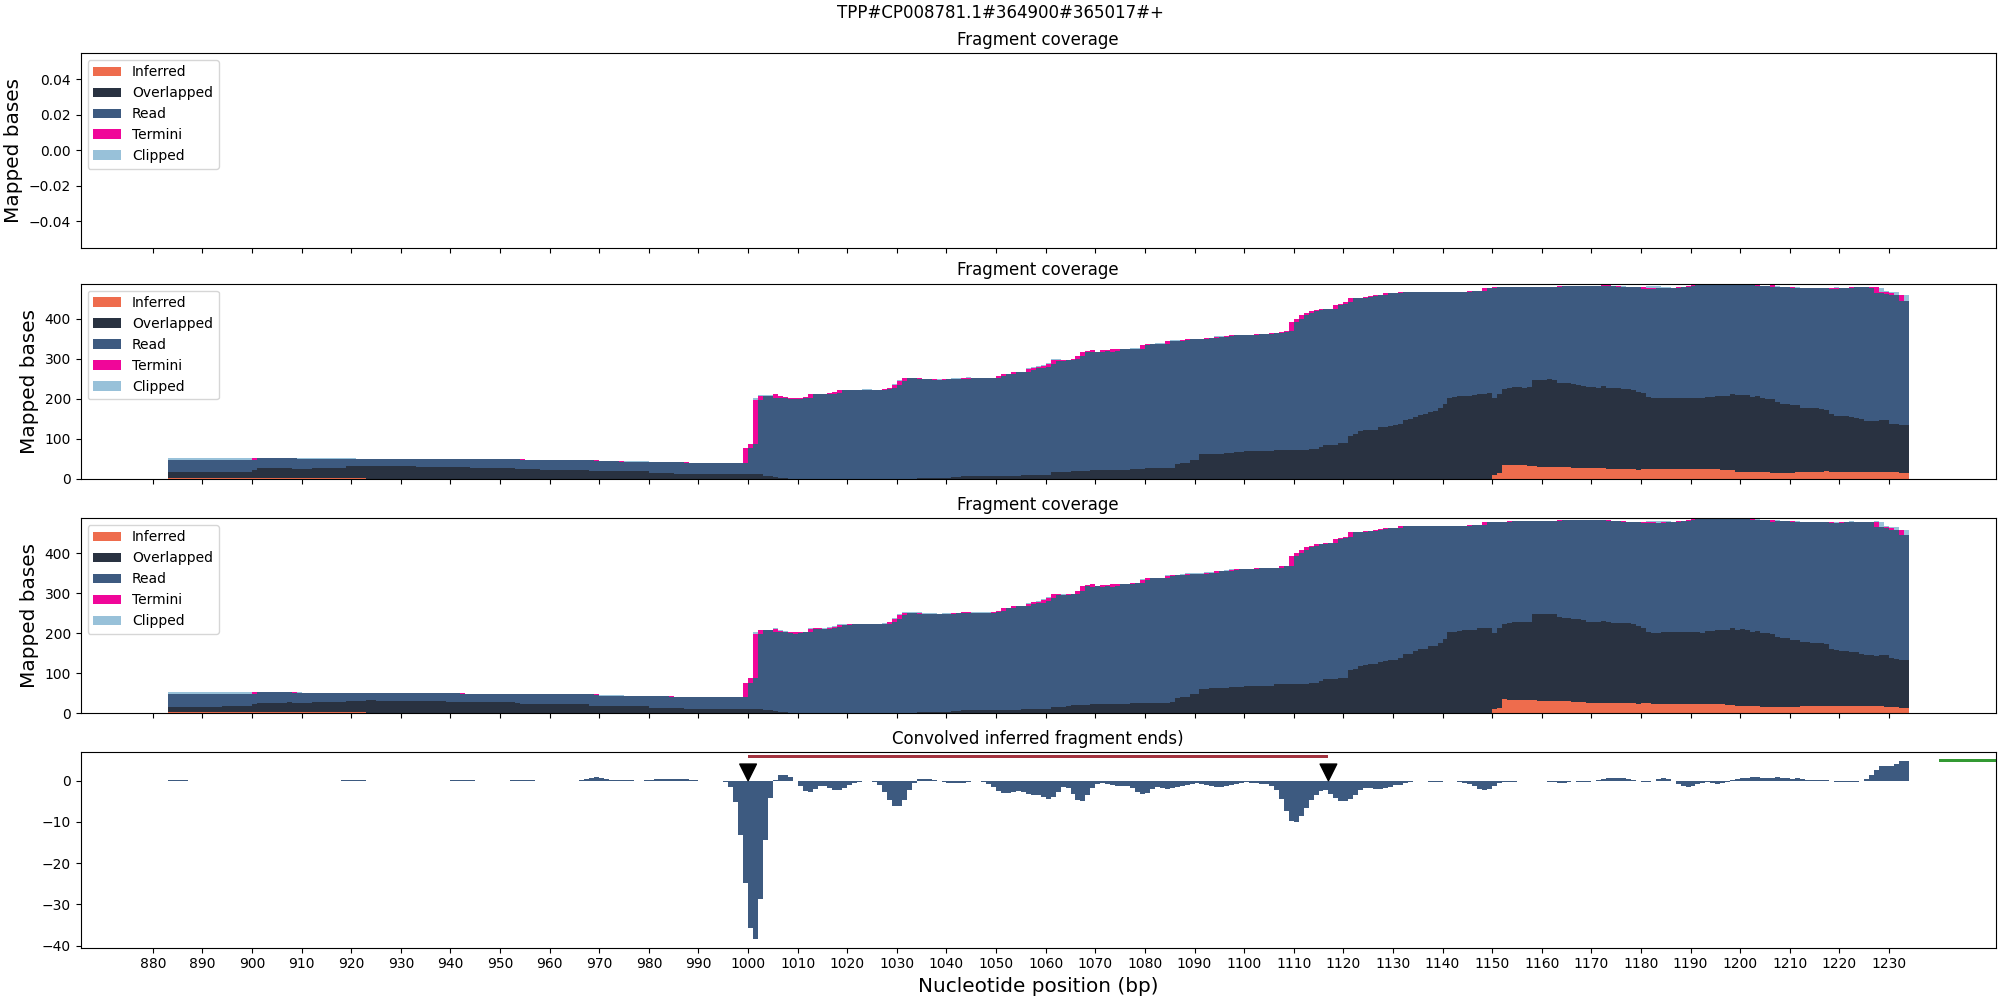 TPP#CP008781.1#364900#365017#+
Fragment coverage
Mapped bases
0.04
0.02
0.00
−0.02
−0.04
Inferred
Overlapped
Read
Termini
Clipped
Fragment coverage
Mapped bases
400
300
200
100
0
Inferred
Overlapped
Read
Termini
Clipped
Fragment coverage
Mapped bases
400
300
200
100
0
Inferred
Overlapped
Read
Termini
Clipped
Convolved inferred fragment ends)
0
−10
−20
−30
−40
880 890 900 910 920 930 940 950 960 970 980 990 1000 1010 1020 1030 1040 1050 1060 1070 1080 1090 1100 1110 1120 1130 1140 1150 1160 1170 1180 1190 1200 1210 1220 1230
Nucleotide position (bp)